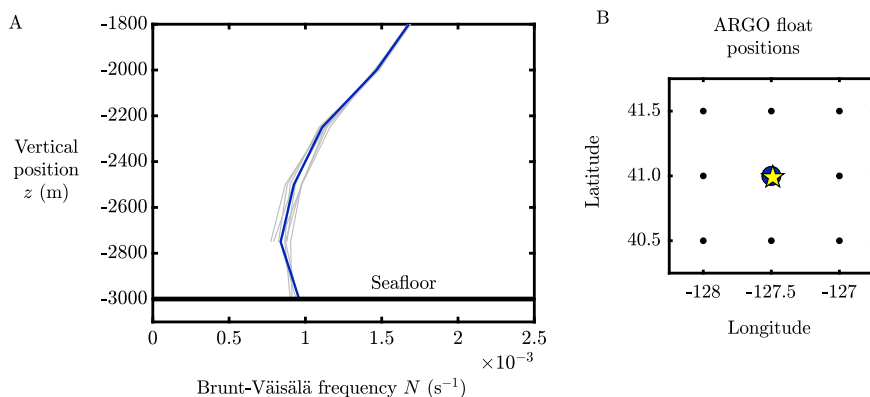 A
-1800
-2000
-2200
-2400
-2600
-2800
-3000
Vertical
position
z (m)
Seafloor
0
0.5
1
1.5
2
2.5
×10⁻³
Brunt-Väisälä frequency N (s⁻¹)
B
ARGO float
positions
41.5
41.0
40.5
Latitude
-128
-127.5
-127
Longitude